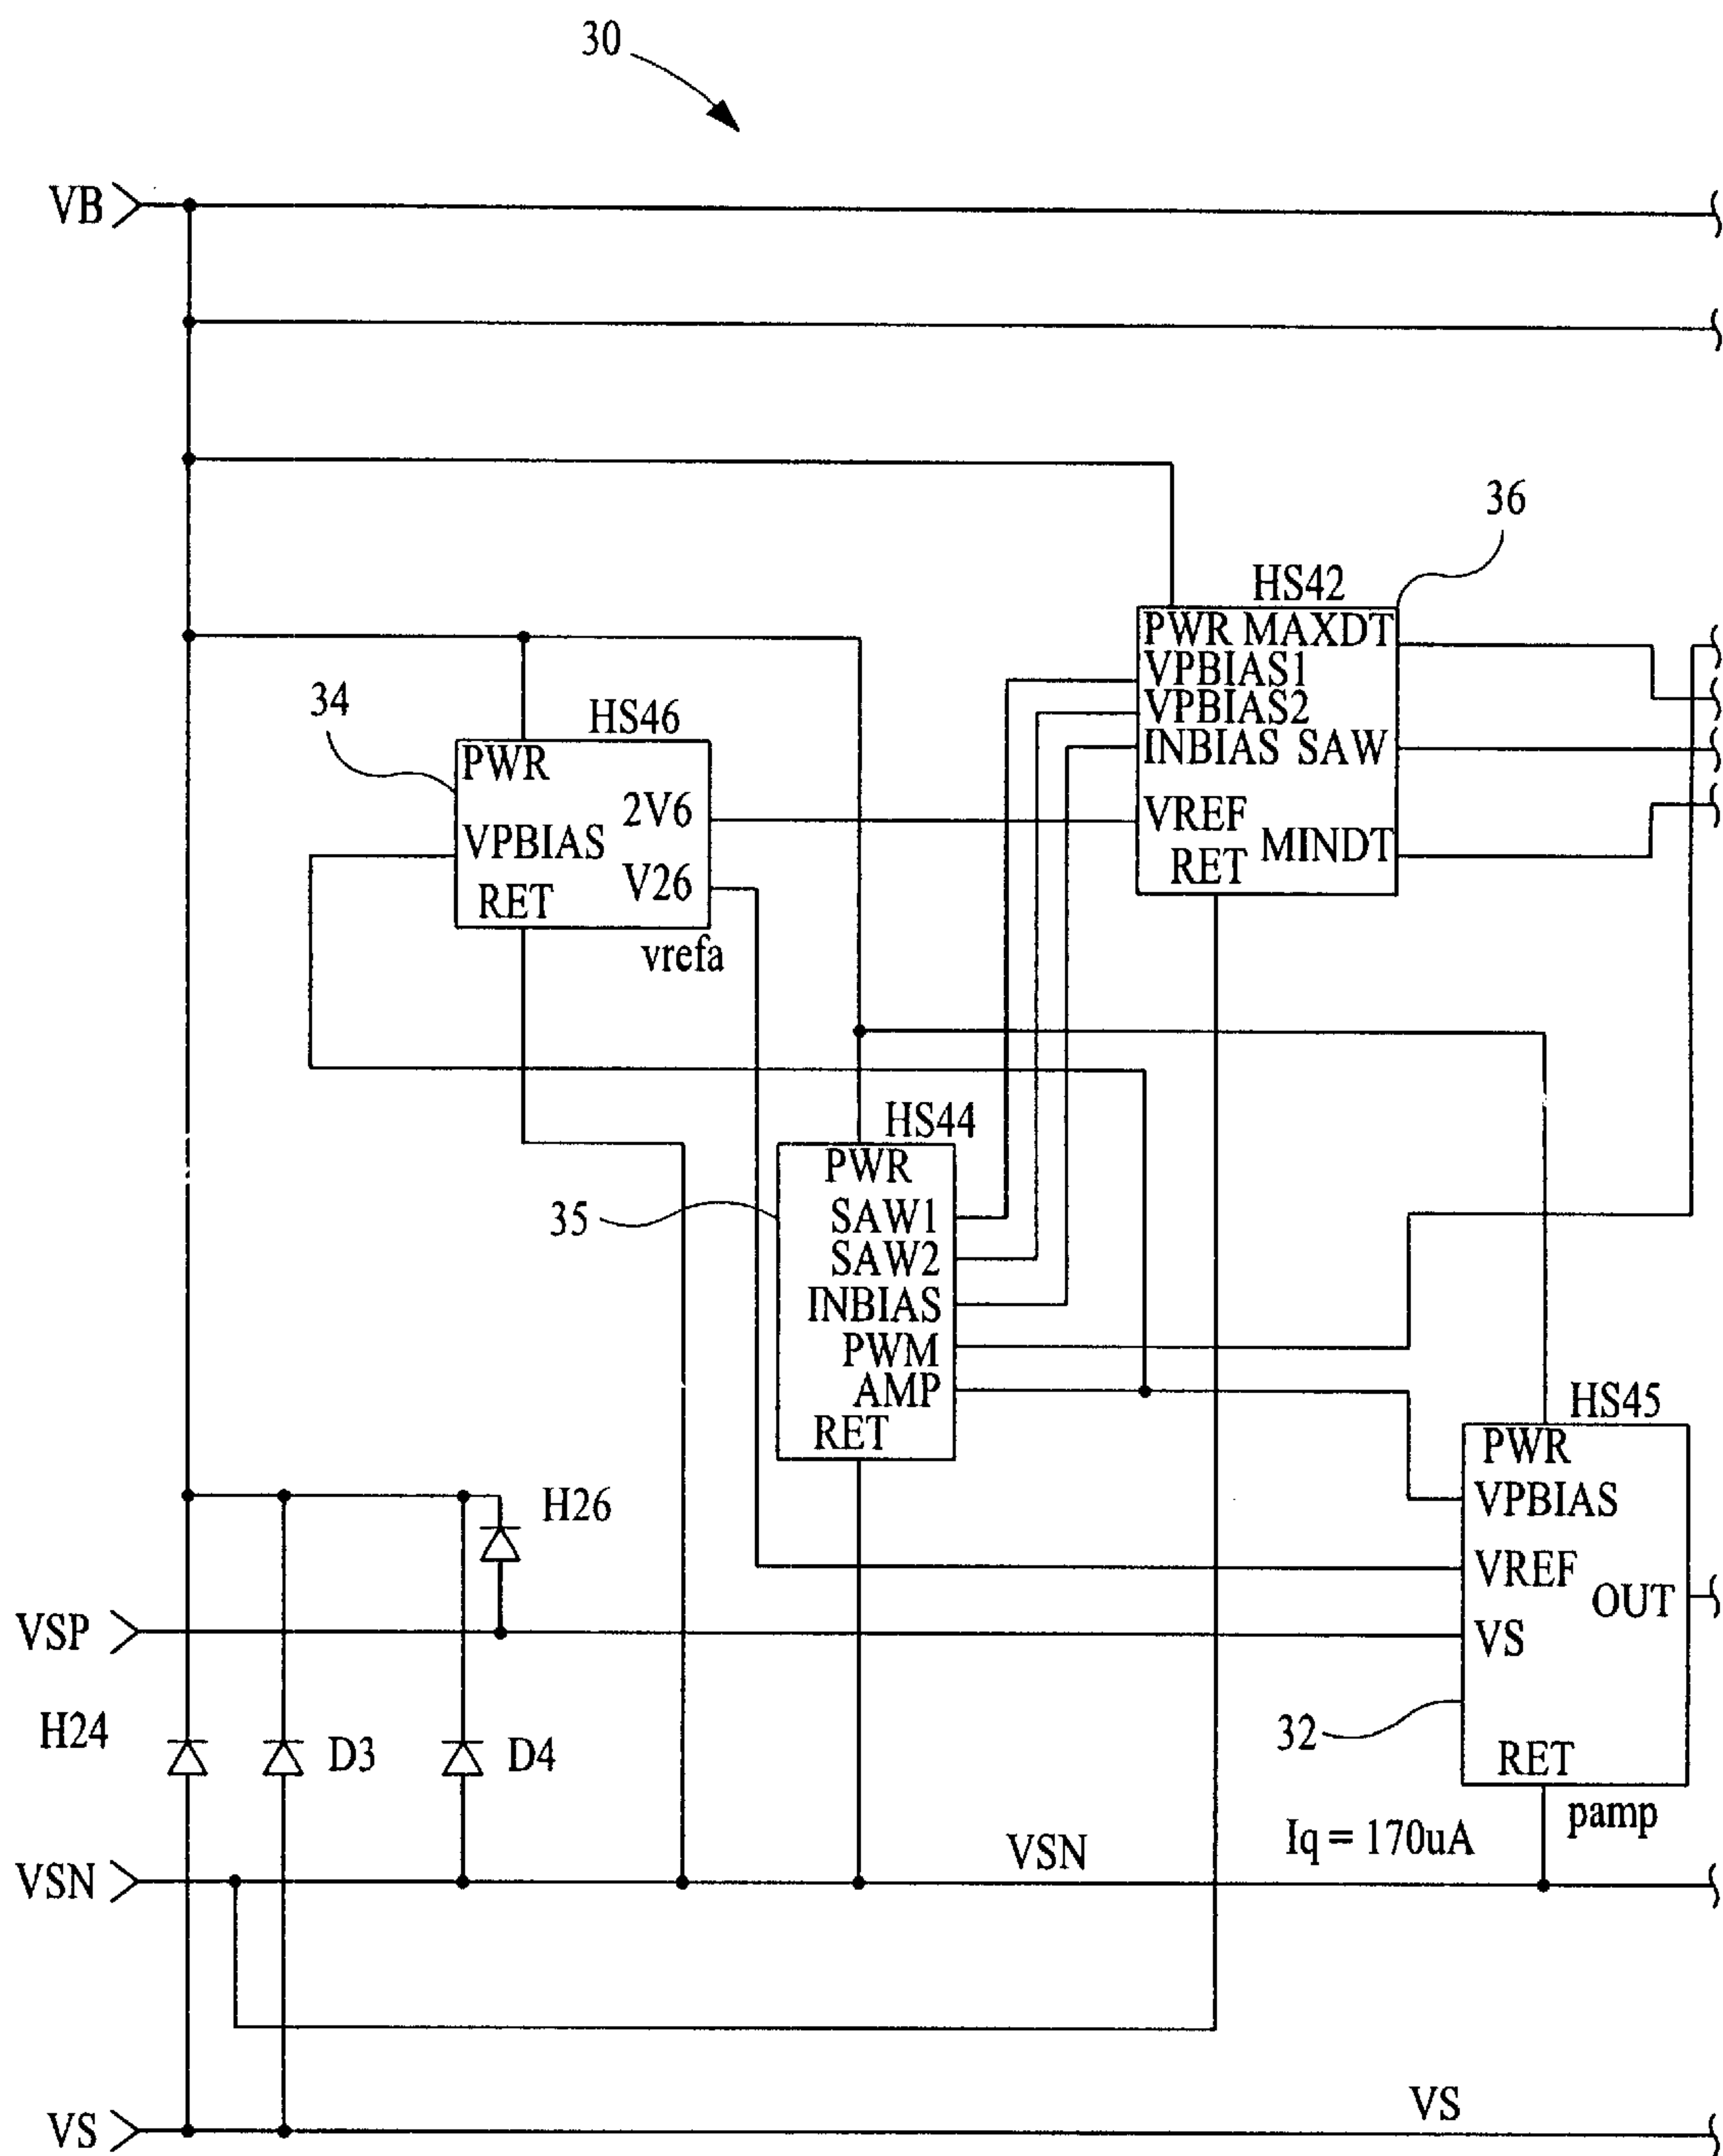 30
VB
36
HS42
PWR MAXDT
VPBIAS1
VPBIAS2
INBIAS SAW
VREF
MINDT
RET
34
HS46
PWR
2V6
VPBIAS
V26
RET
vrefa
HS44
PWR
35
SAW1
SAW2
INBIAS
PWM
AMP
RET
HS45
PWR
VPBIAS
VREF
OUT
VS
32
RET
pamp
Iq = 170uA
H26
VSP
H24
D3
D4
VSN
VSN
VS
VS